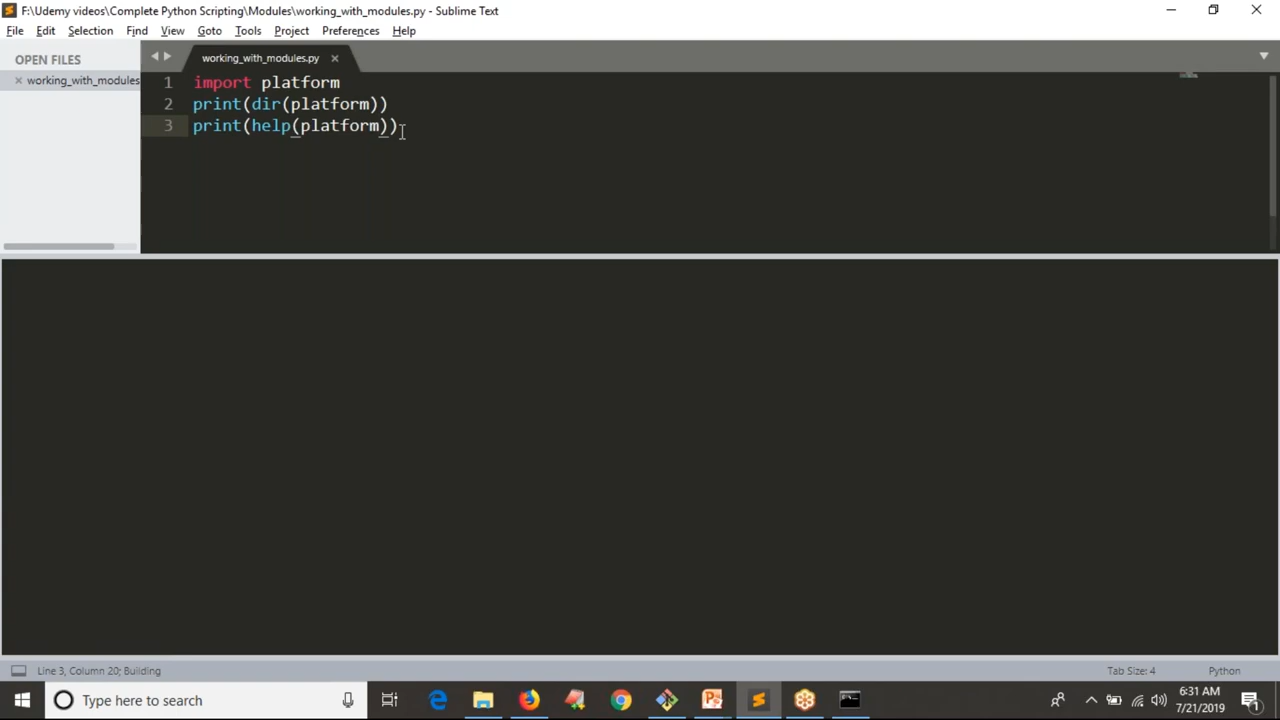 F:\Udemy videos\Complete Python Scripting\Modules\working_with_modules.py - Sublime Text
File Edit Selection Find View Goto Tools Project Preferences Help
OPEN FILES
working_with_modules
working_with_modules.py
1 import platform
2 print(dir(platform))
3 print(help(platform))
Line 3, Column 20; Building
Tab Size: 4
Python
Type here to search
6:31 AM
7/21/2019
1